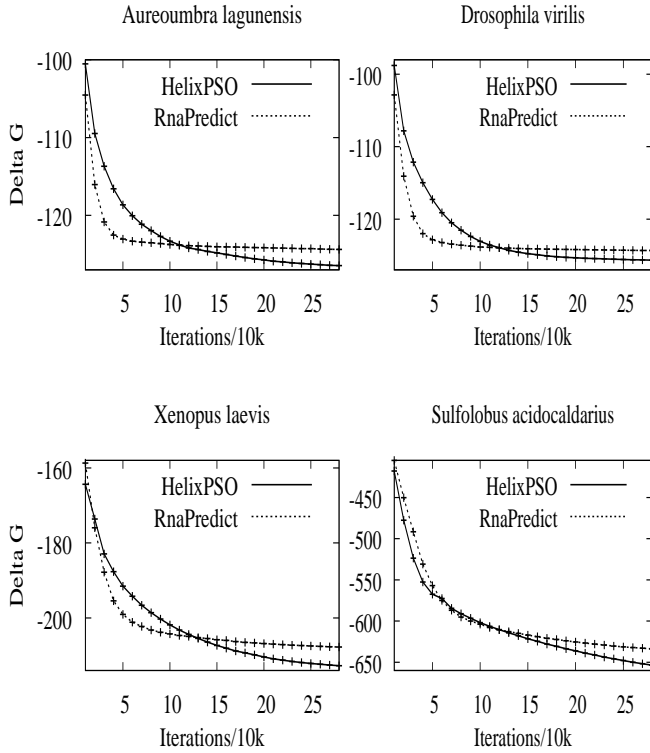 Aureoumbra lagunensis
Drosophila virilis
-100
-110
-120
Delta G
HelixPSO
RnaPredict
5 10 15 20 25
Iterations/10k
-100
-110
-120
HelixPSO
RnaPredict
5 10 15 20 25
Iterations/10k
Xenopus laevis
Sulfolobus acidocaldarius
-160
-180
-200
Delta G
HelixPSO
RnaPredict
5 10 15 20 25
Iterations/10k
-450
-500
-550
-600
-650
HelixPSO
RnaPredict
5 10 15 20 25
Iterations/10k